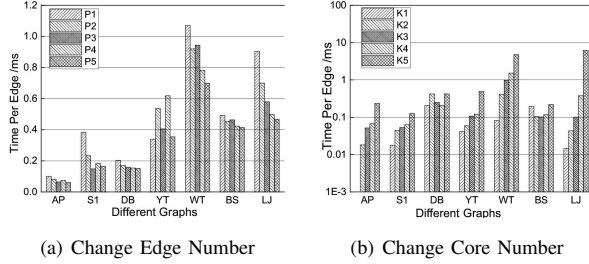 1.2
1.0
0.8
0.6
0.4
0.2
0.0
Time Per Edge /ms
P1
P2
P3
P4
P5
AP S1 DB YT WT BS LJ
Different Graphs
(a) Change Edge Number
100
10
1
0.1
0.01
1E-3
Time Per Edge /ms
K1
K2
K3
K4
K5
AP S1 DB YT WT BS LJ
Different Graphs
(b) Change Core Number